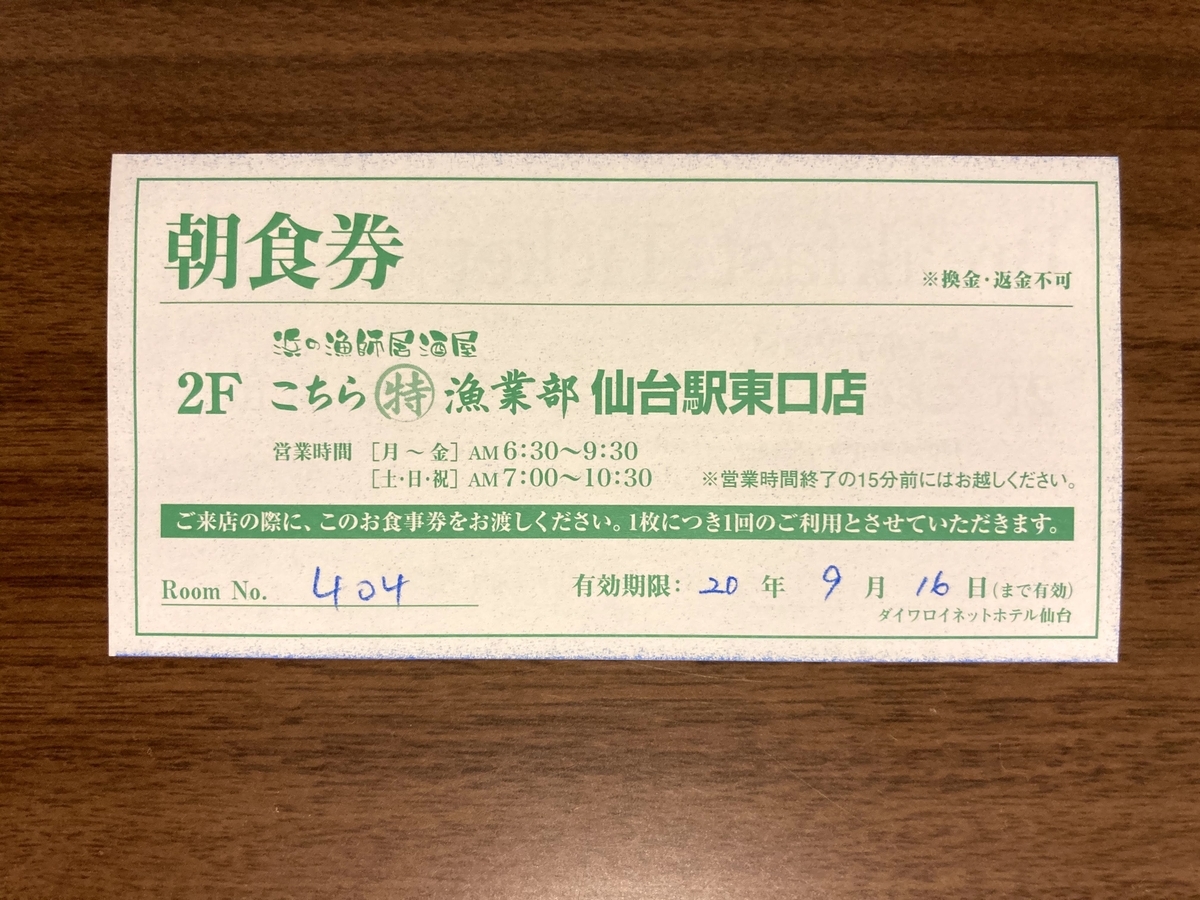 朝食券
※換金・返金不可
浜の漁師居酒屋
2F こちら㊕漁業部 仙台駅東口店
営業時間 [月～金] AM6:30～9:30
[土・日・祝] AM7:00～10:30 ※営業時間終了の15分前にはお越しください。
ご来店の際に、このお食事券をお渡しください。1枚につき1回のご利用とさせていただきます。
Room No. 404 有効期限: 20 年 9 月 16 日(まで有効)
ダイワロイネットホテル仙台